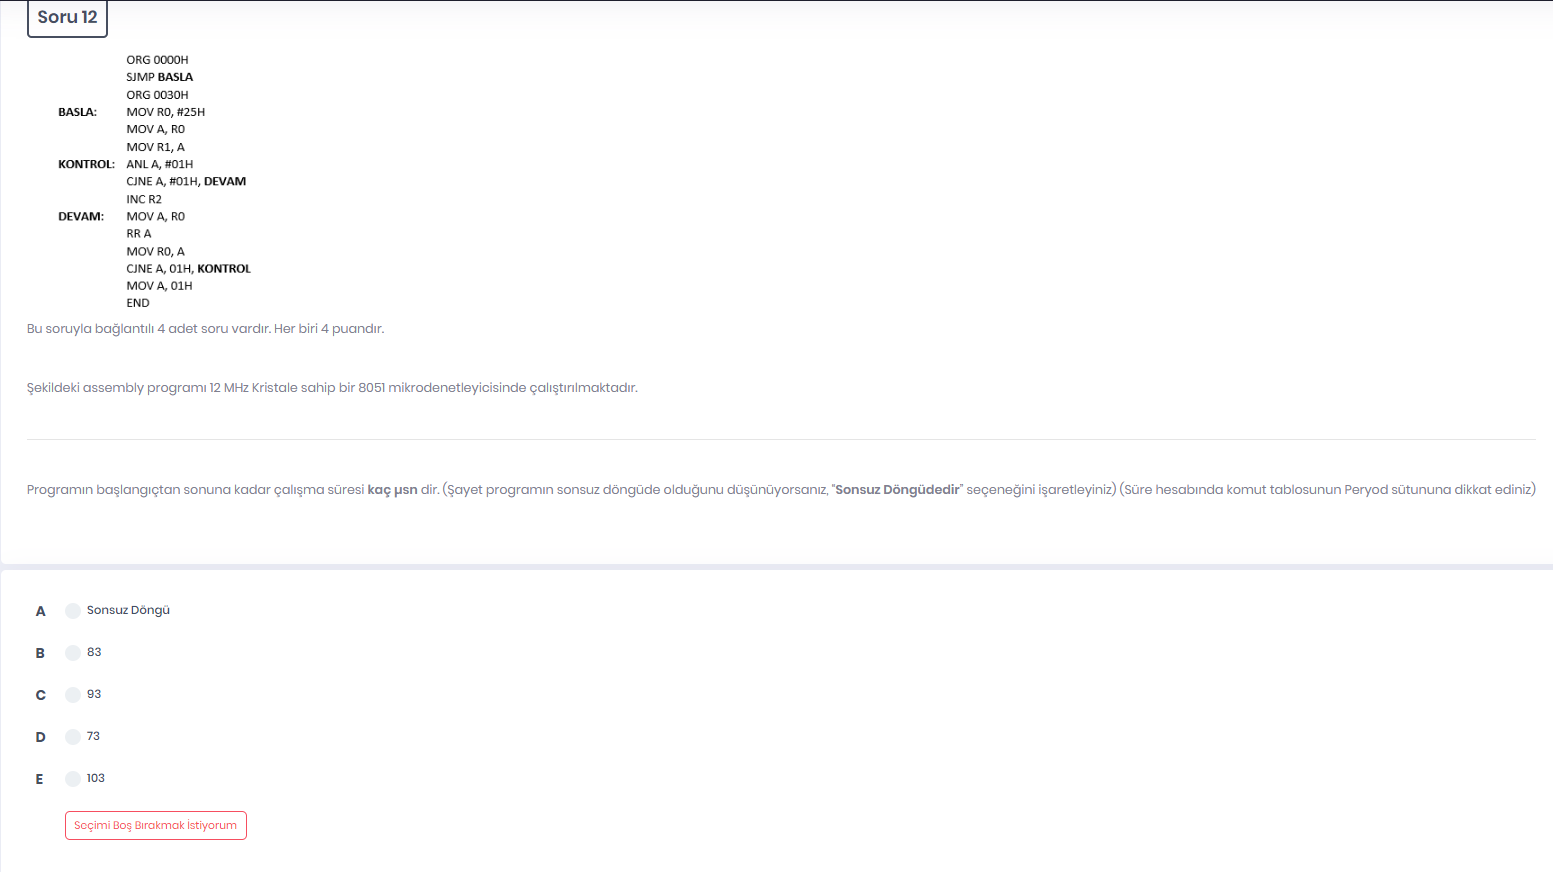 Soru 12
ORG 0000H
SJMP BASLA
ORG 0030H
BASLA: MOV R0, #25H
MOV A, R0
MOV R1, A
KONTROL: ANL A, #01H
CJNE A, #01H, DEVAM
INC R2
DEVAM: MOV A, R0
RR A
MOV R0, A
CJNE A, 01H, KONTROL
MOV A, 01H
END
Bu soruyla bağlantılı 4 adet soru vardır. Her biri 4 puandır.
Şekildeki assembly programı 12 MHz Kristale sahip bir 8051 mikrodenetleyicisinde çalıştırılmaktadır.
Programın başlangıçtan sonuna kadar çalışma süresi kaç µsn dir. (Şayet programın sonsuz döngüde olduğunu düşünüyorsanız, "Sonsuz Döngüdedir" seçeneğini işaretleyiniz) (Süre hesabında komut tablosunun Peryod sütununa dikkat ediniz)
A Sonsuz Döngü
B 83
C 93
D 73
E 103
Seçimi Boş Bırakmak İstiyorum